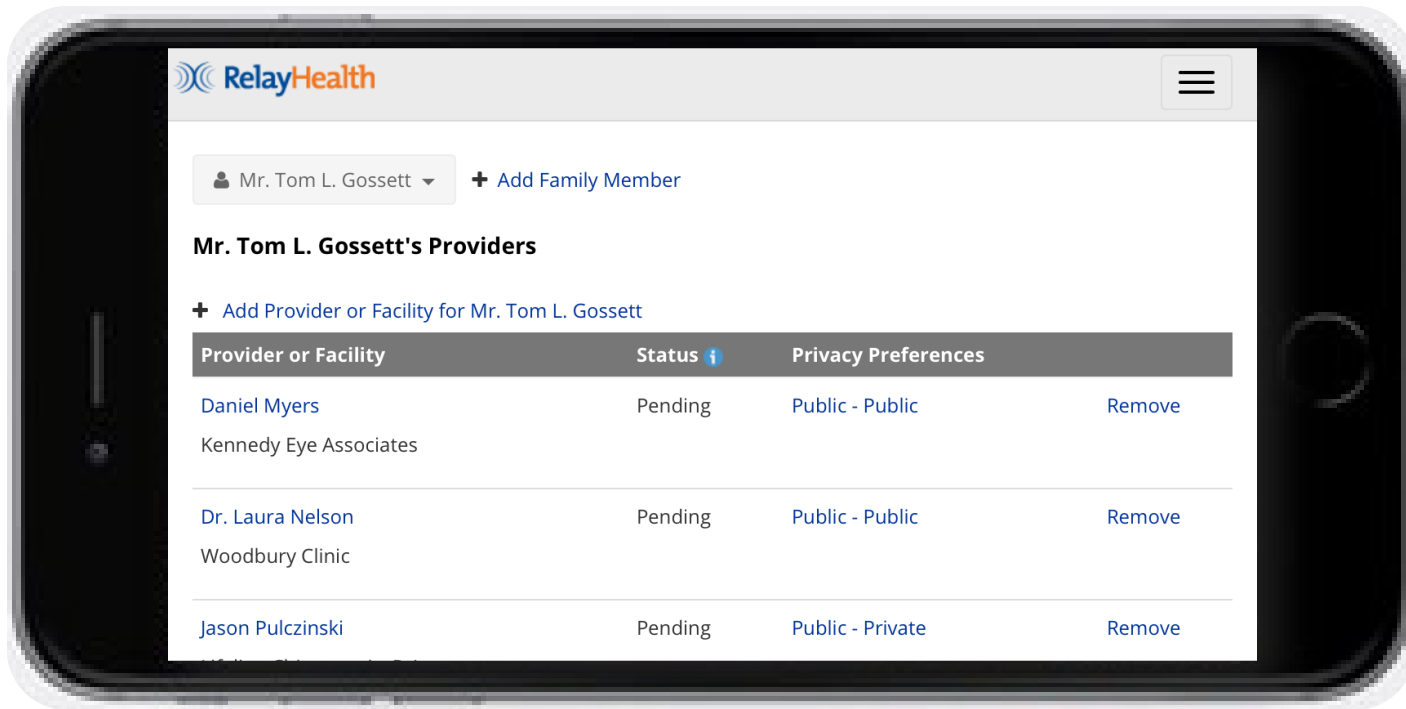 RelayHealth
Mr. Tom L. Gossett Add Family Member
Mr. Tom L. Gossett's Providers
Add Provider or Facility for Mr. Tom L. Gossett
Provider or Facility Status Privacy Preferences
Daniel Myers Pending Public - Public Remove
Kennedy Eye Associates
Dr. Laura Nelson Pending Public - Public Remove
Woodbury Clinic
Jason Pulczinski Pending Public - Private Remove